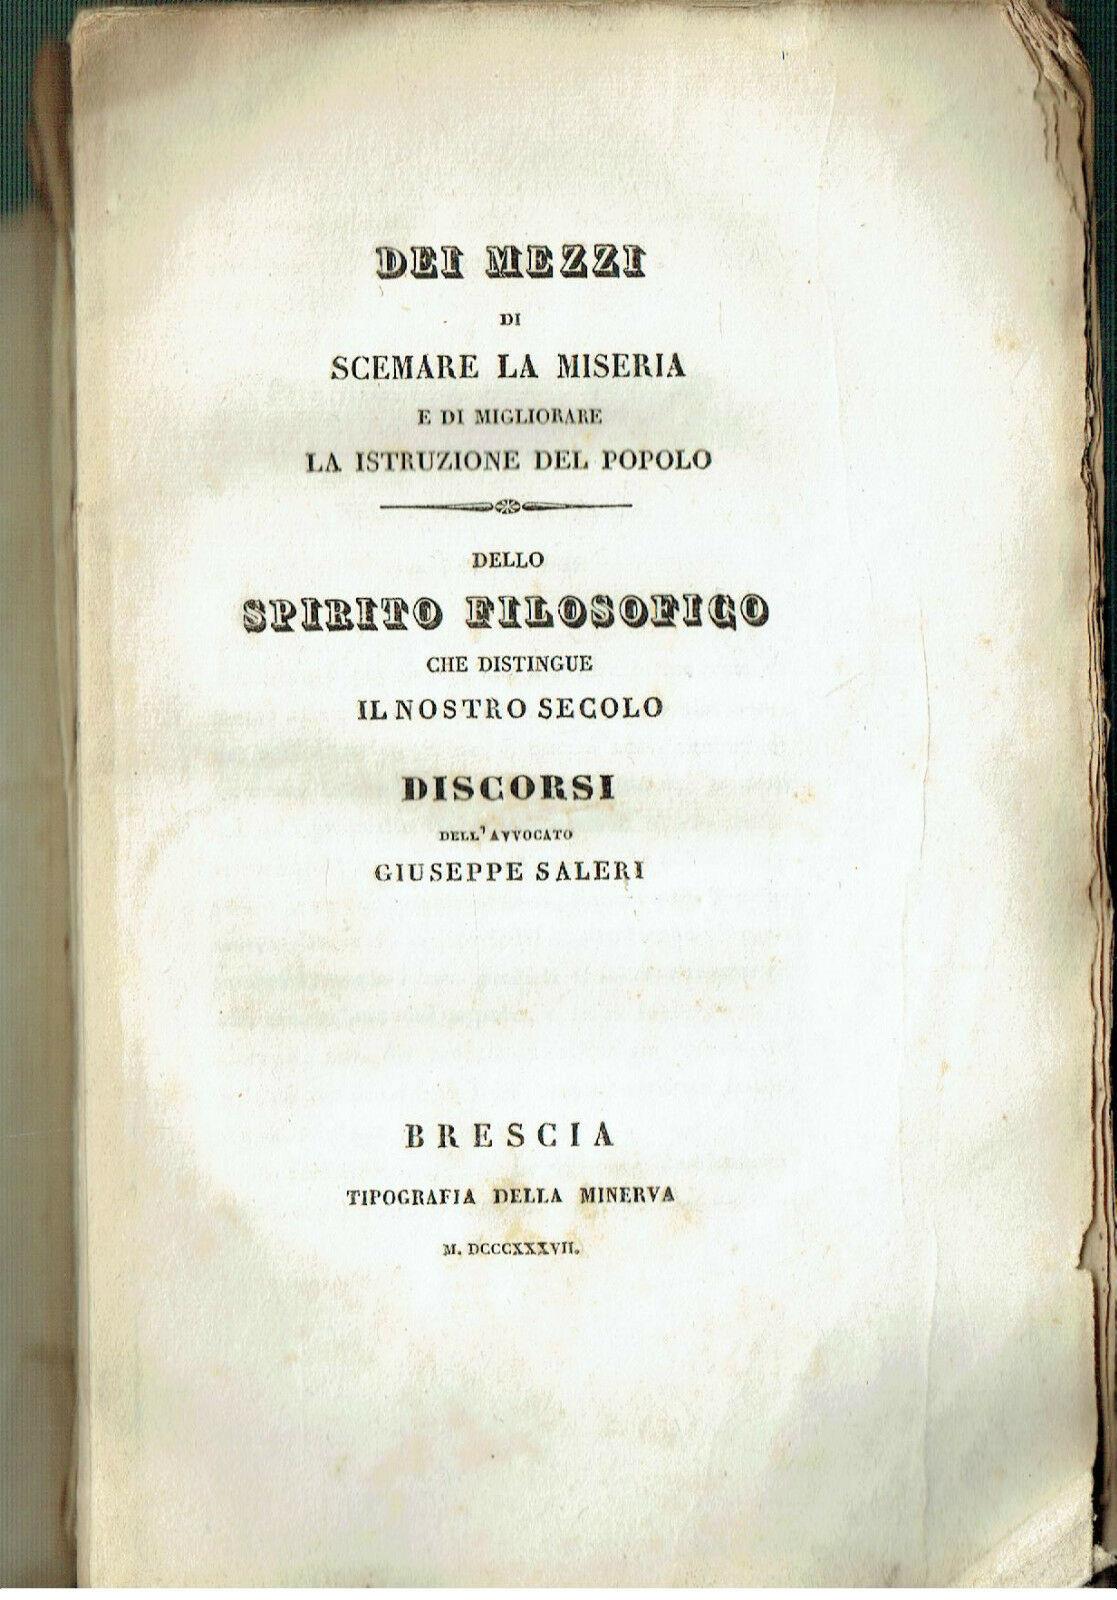 DEI MEZZI
DI
SCEMARE LA MISERIA
E DI MIGLIORARE
LA ISTRUZIONE DEL POPOLO
DELLO
SPIRITO FILOSOFICO
CHE DISTINGUE
IL NOSTRO SECOLO
DISCORSI
DELL' AVVOCATO
GIUSEPPE SALERI
BRESCIA
TIPOGRAFIA DELLA MINERVA
M. DCCCXXXVII.